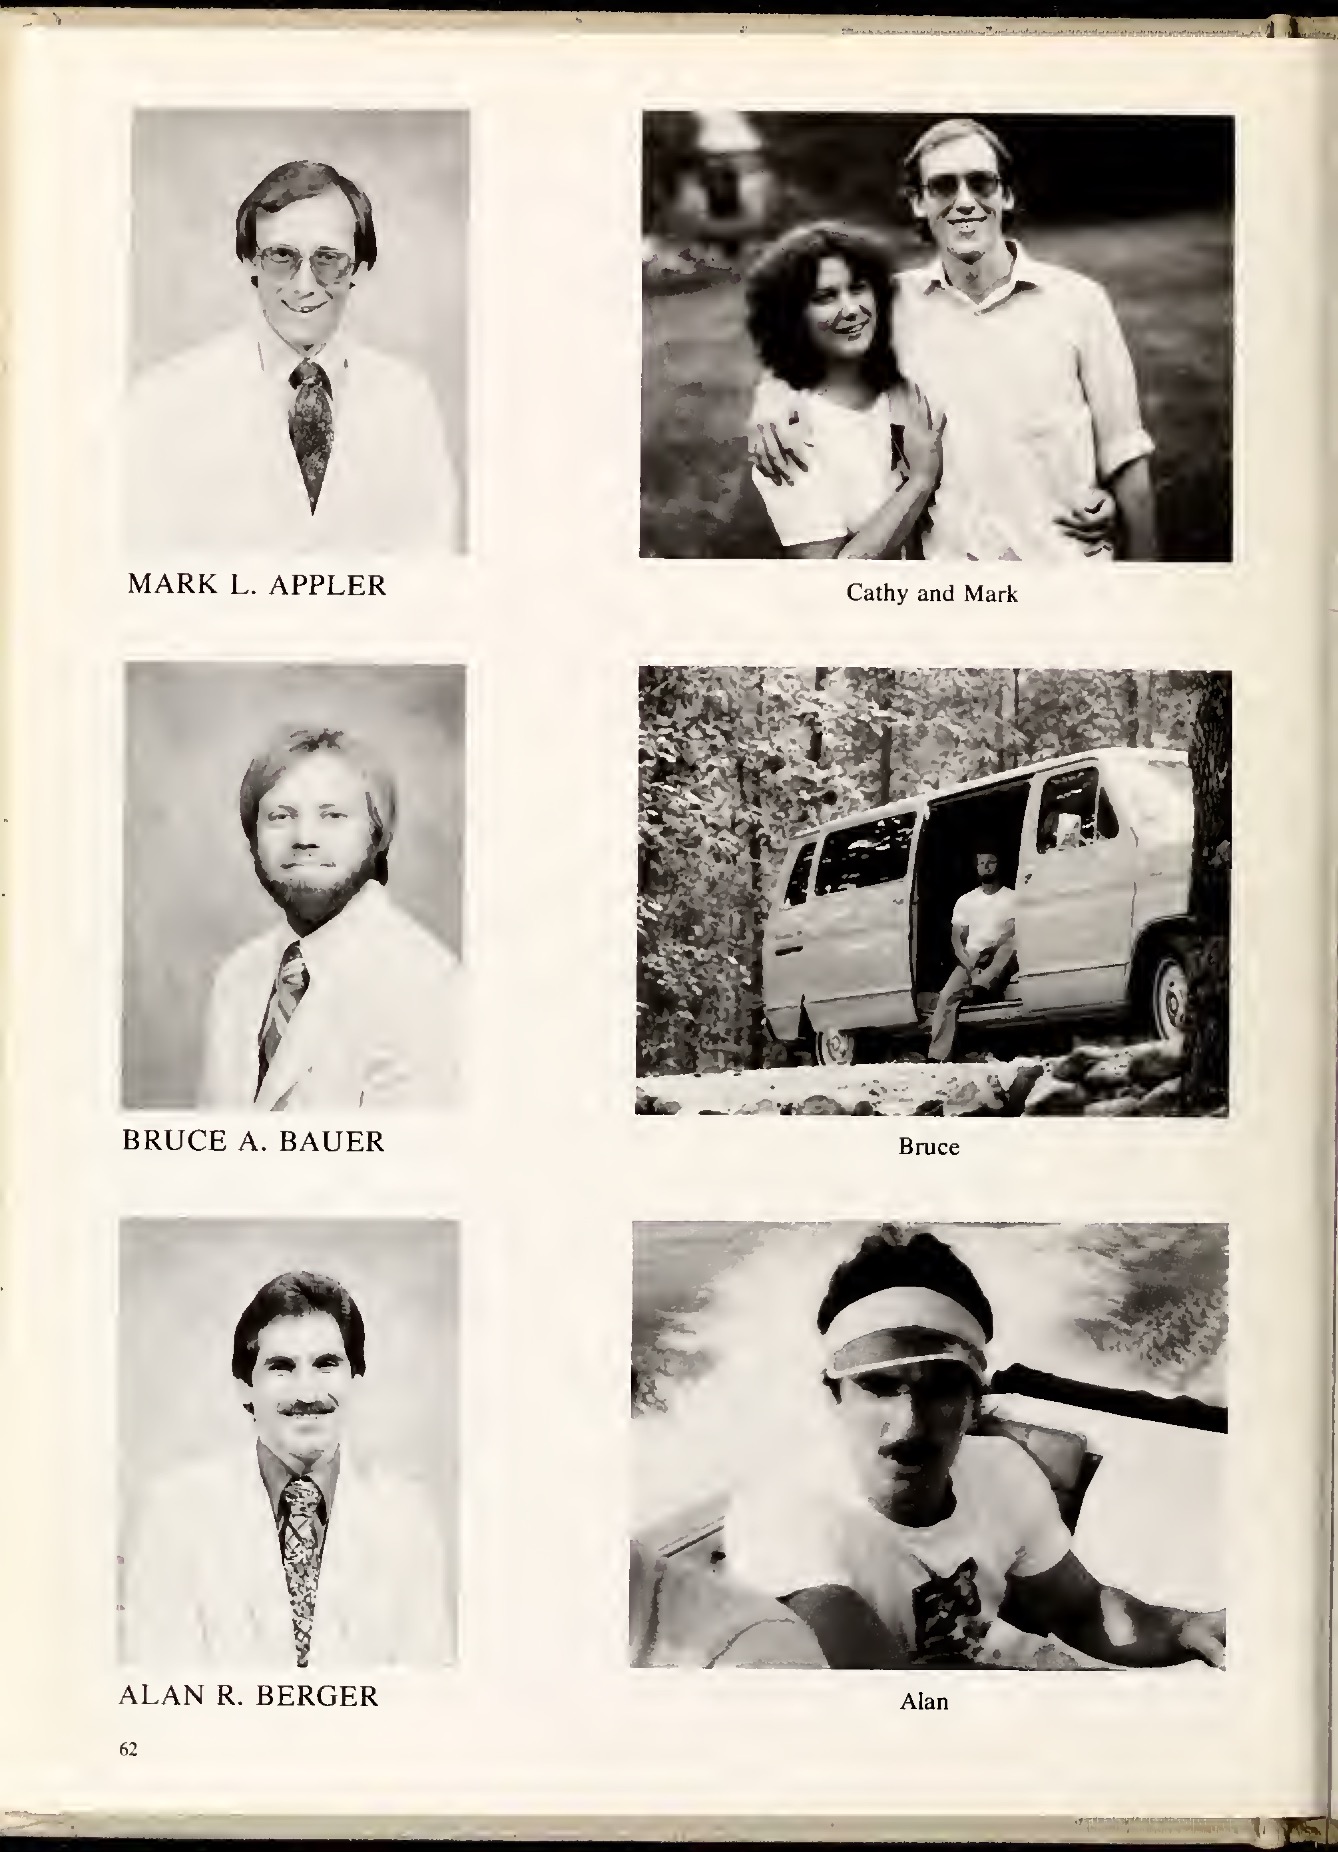 MARK L. APPLER
Cathy and Mark
BRUCE A. BAUER
Bruce
ALAN R. BERGER
Alan
62